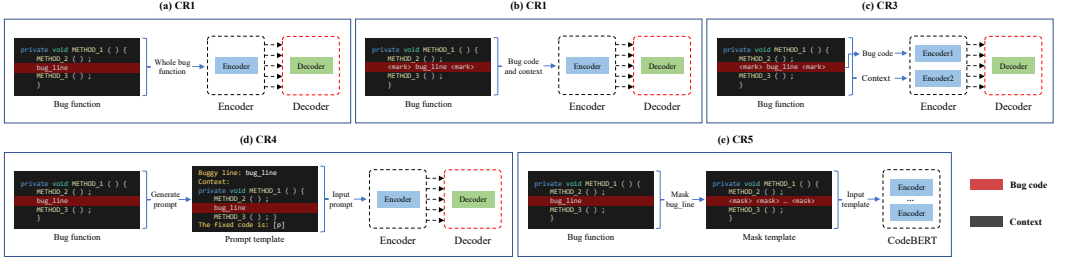 (a) CR1
private void METHOD_1 ( ) {
METHOD_2 ( ) ;
bug_line
METHOD_3 ( ) ;
}
Bug function
Whole bug
function
Encoder
Decoder
Encoder
Decoder
(b) CR1
private void METHOD_1 ( ) {
METHOD_2 ( ) ;
<mark> bug_line <mark>
METHOD_3 ( ) ;
}
Bug function
Bug code
and context
Encoder
Decoder
Encoder
Decoder
(c) CR3
private void METHOD_1 ( ) {
METHOD_2 ( ) ;
<mark> bug_line <mark>
METHOD_3 ( ) ;
}
Bug function
Bug code
Context
Encoder1
Encoder2
Decoder
Encoder
Decoder
(d) CR4
private void METHOD_1 ( ) {
METHOD_2 ( ) ;
bug_line
METHOD_3 ( ) ;
}
Bug function
Generate
prompt
Buggy line: bug_line
Context:
private void METHOD_1 ( ) {
METHOD_2 ( ) ;
bug_line
METHOD_3 ( ) ; }
The fixed code is: [p]
Prompt template
Input
prompt
Encoder
Decoder
Encoder
Decoder
(e) CR5
private void METHOD_1 ( ) {
METHOD_2 ( ) ;
bug_line
METHOD_3 ( ) ;
}
Bug function
Mask
bug_line
private void METHOD_1 ( ) {
METHOD_2 ( ) ;
<mask> <mask> … <mask>
METHOD_3 ( ) ;
}
Mask template
Input
template
Encoder
...
Encoder
CodeBERT
Bug code
Context